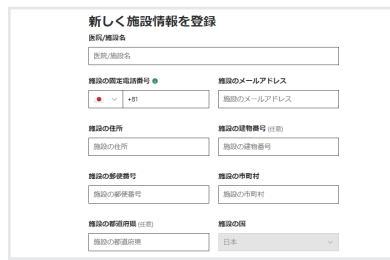 新しく施設情報を登録
医院/施設名
医院/施設名
施設の固定電話番号
施設のメールアドレス
+81
施設のメールアドレス
施設の住所
施設の建物番号 (任意)
施設の住所
施設の建物番号
施設の郵便番号
施設の市町村
施設の郵便番号
施設の市町村
施設の都道府県 (任意)
施設の国
施設の都道府県
日本